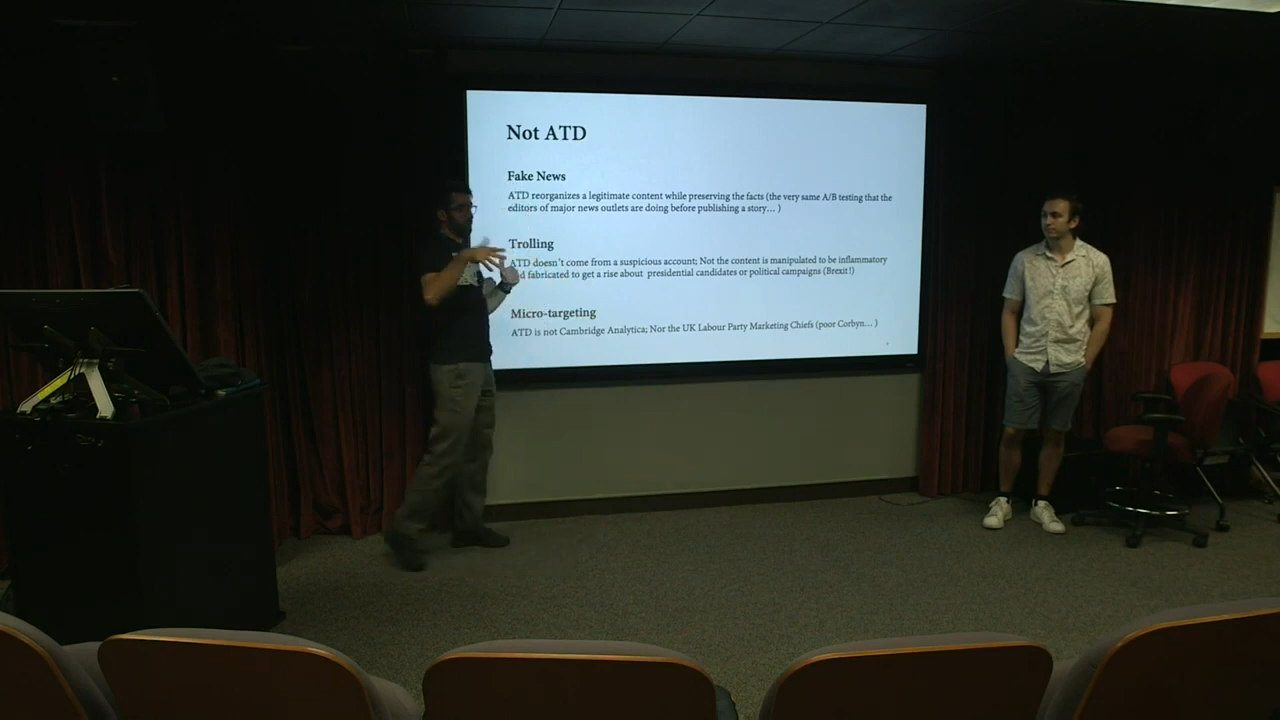 Not ATD
Fake News
ATD reorganizes a legitimate content while preserving the facts (the very same A/B testing that the
editors of major news outlets are doing before publishing a story... )
Trolling
ATD doesn't come from a suspicious account; Not the content is manipulated to be inflammatory
fabricated to get a rise about presidential candidates or political campaigns (Brexit!)
Micro-targeting
ATD is not Cambridge Analytica; Nor the UK Labour Party Marketing Chiefs (poor Corbyn... )